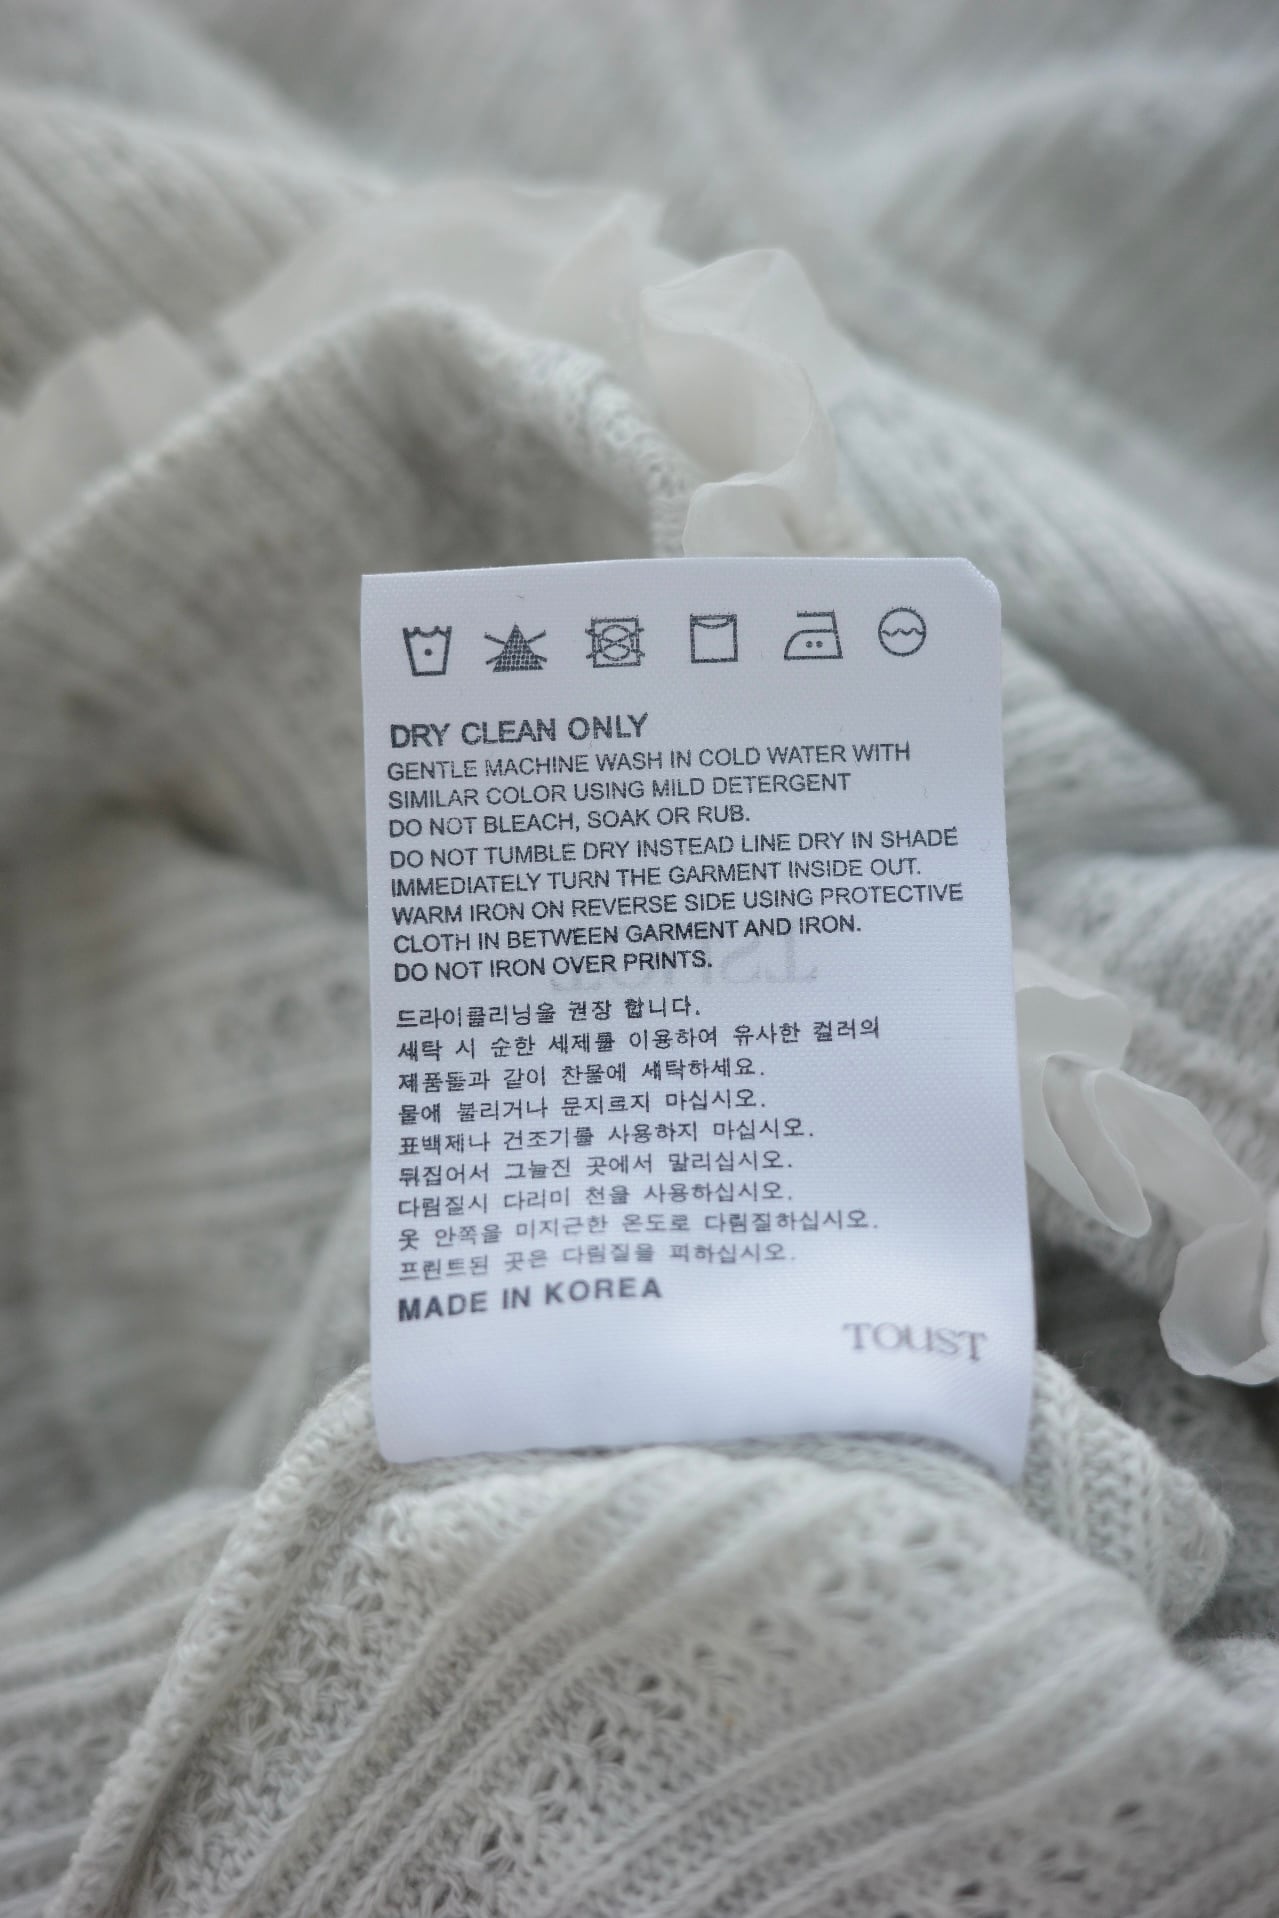 DRY CLEAN ONLY
GENTLE MACHINE WASH IN COLD WATER WITH
SIMILAR COLOR USING MILD DETERGENT
DO NOT BLEACH, SOAK OR RUB.
DO NOT TUMBLE DRY INSTEAD LINE DRY IN SHADE
IMMEDIATELY TURN THE GARMENT INSIDE OUT.
WARM IRON ON REVERSE SIDE USING PROTECTIVE
CLOTH IN BETWEEN GARMENT AND IRON.
DO NOT IRON OVER PRINTS.
드라이클리닝을 권장 합니다.
세탁 시 순한 세제를 이용하여 유사한 컬러의
제품들과 같이 찬물에 세탁하세요.
물에 불리거나 문지르지 마십시오.
표백제나 건조기를 사용하지 마십시오.
뒤집어서 그늘진 곳에서 말리십시오.
다림질시 다리미 천을 사용하십시오.
옷 안쪽을 미지근한 온도로 다림질하십시오.
프린트된 곳은 다림질을 피하십시오.
MADE IN KOREA
TOUST